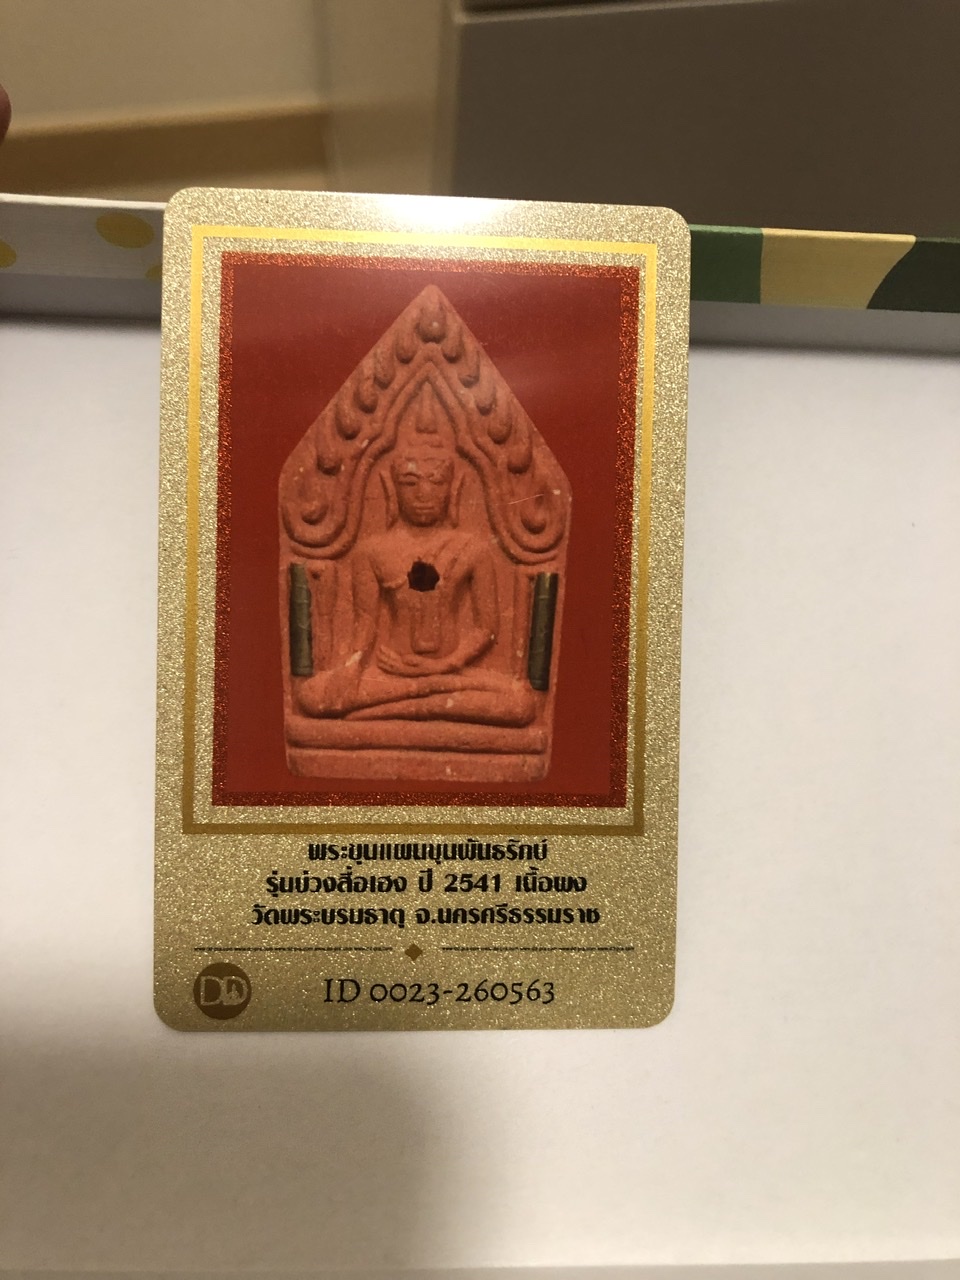 พระขุนแผนขุนพันธรักษ์
รุ่นบ่วงสื่อเฮง ปี 2541 เนื้อผง
วัดพระบรมธาตุ จ.นครศรีธรรมราช
DD
ID 0023-260563